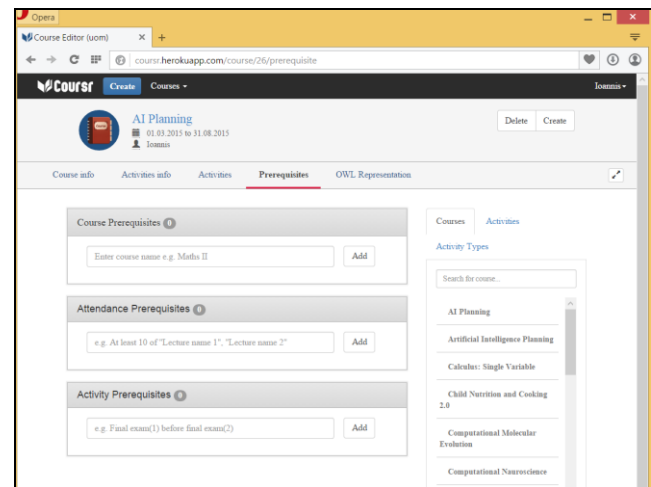 Opera
Course Editor (uom)
coursr.herokuapp.com/course/26/prerequisite
Coursr Create Courses Ioannis
AI Planning
01.03.2015 to 31.08.2015
Ioannis
Delete Create
Course info Activities info Activities Prerequisites OWL Representation
Course Prerequisites 0
Enter course name e.g. Maths II Add
Attendance Prerequisites 0
e.g. At least 10 of "Lecture name 1", "Lecture name 2" Add
Activity Prerequisites 0
e.g. Final exam(1) before final exam(2) Add
Courses Activities
Activity Types
Search for course...
AI Planning
Artificial Intelligence Planning
Calculus: Single Variable
Child Nutrition and Cooking
2.0
Computational Molecular
Evolution
Computational Neuroscience